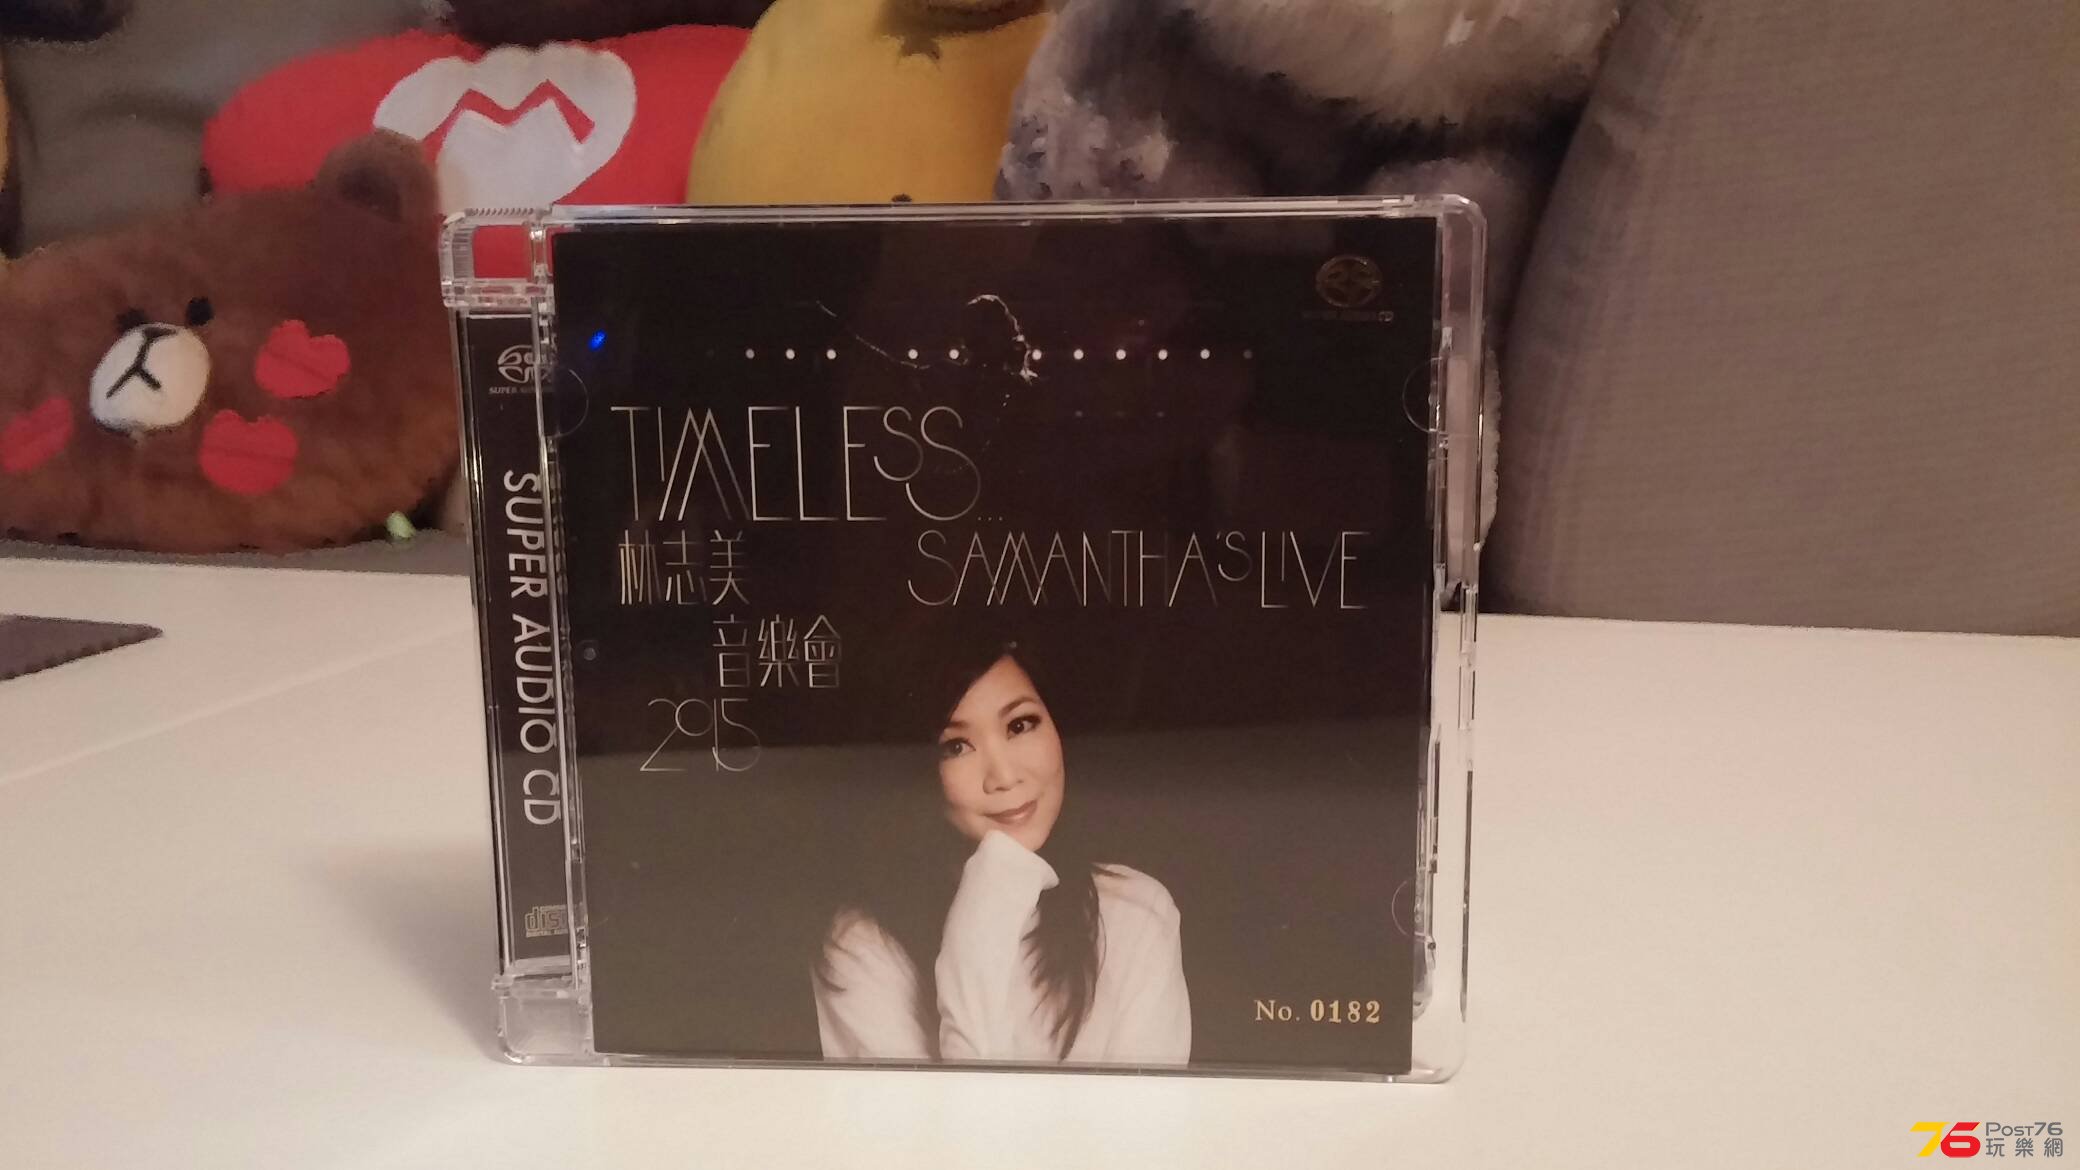 TIMELESS...
林志美
SAMANTHA'S LIVE
音樂會
2015
No. 0182
SUPER AUDIO CD
Post76
玩樂網